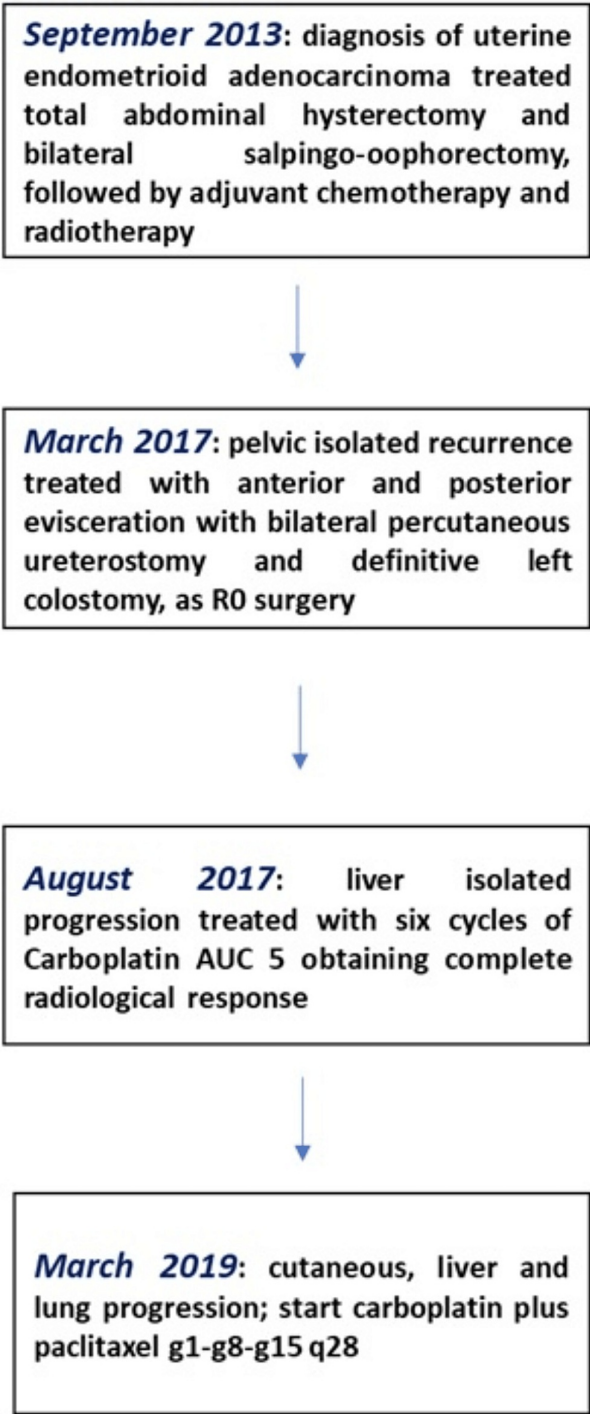 September 2013: diagnosis of uterine
endometrioid adenocarcinoma treated
total abdominal hysterectomy and
bilateral salpingo-oophorectomy,
followed by adjuvant chemotherapy and
radiotherapy
March 2017: pelvic isolated recurrence
treated with anterior and posterior
evisceration with bilateral percutaneous
ureterostomy and definitive left
colostomy, as R0 surgery
August 2017: liver isolated
progression treated with six cycles of
Carboplatin AUC 5 obtaining complete
radiological response
March 2019: cutaneous, liver and
lung progression; start carboplatin plus
paclitaxel g1-g8-g15 q28